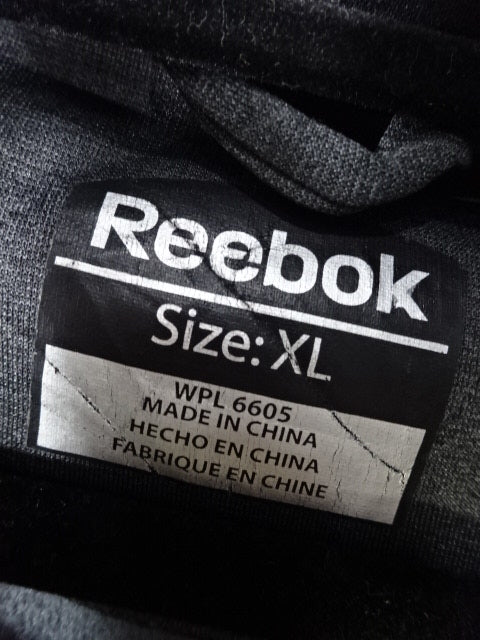 Reebok
Size: XL
WPL 6605
MADE IN CHINA
HECHO EN CHINA
FABRIQUE EN CHINE